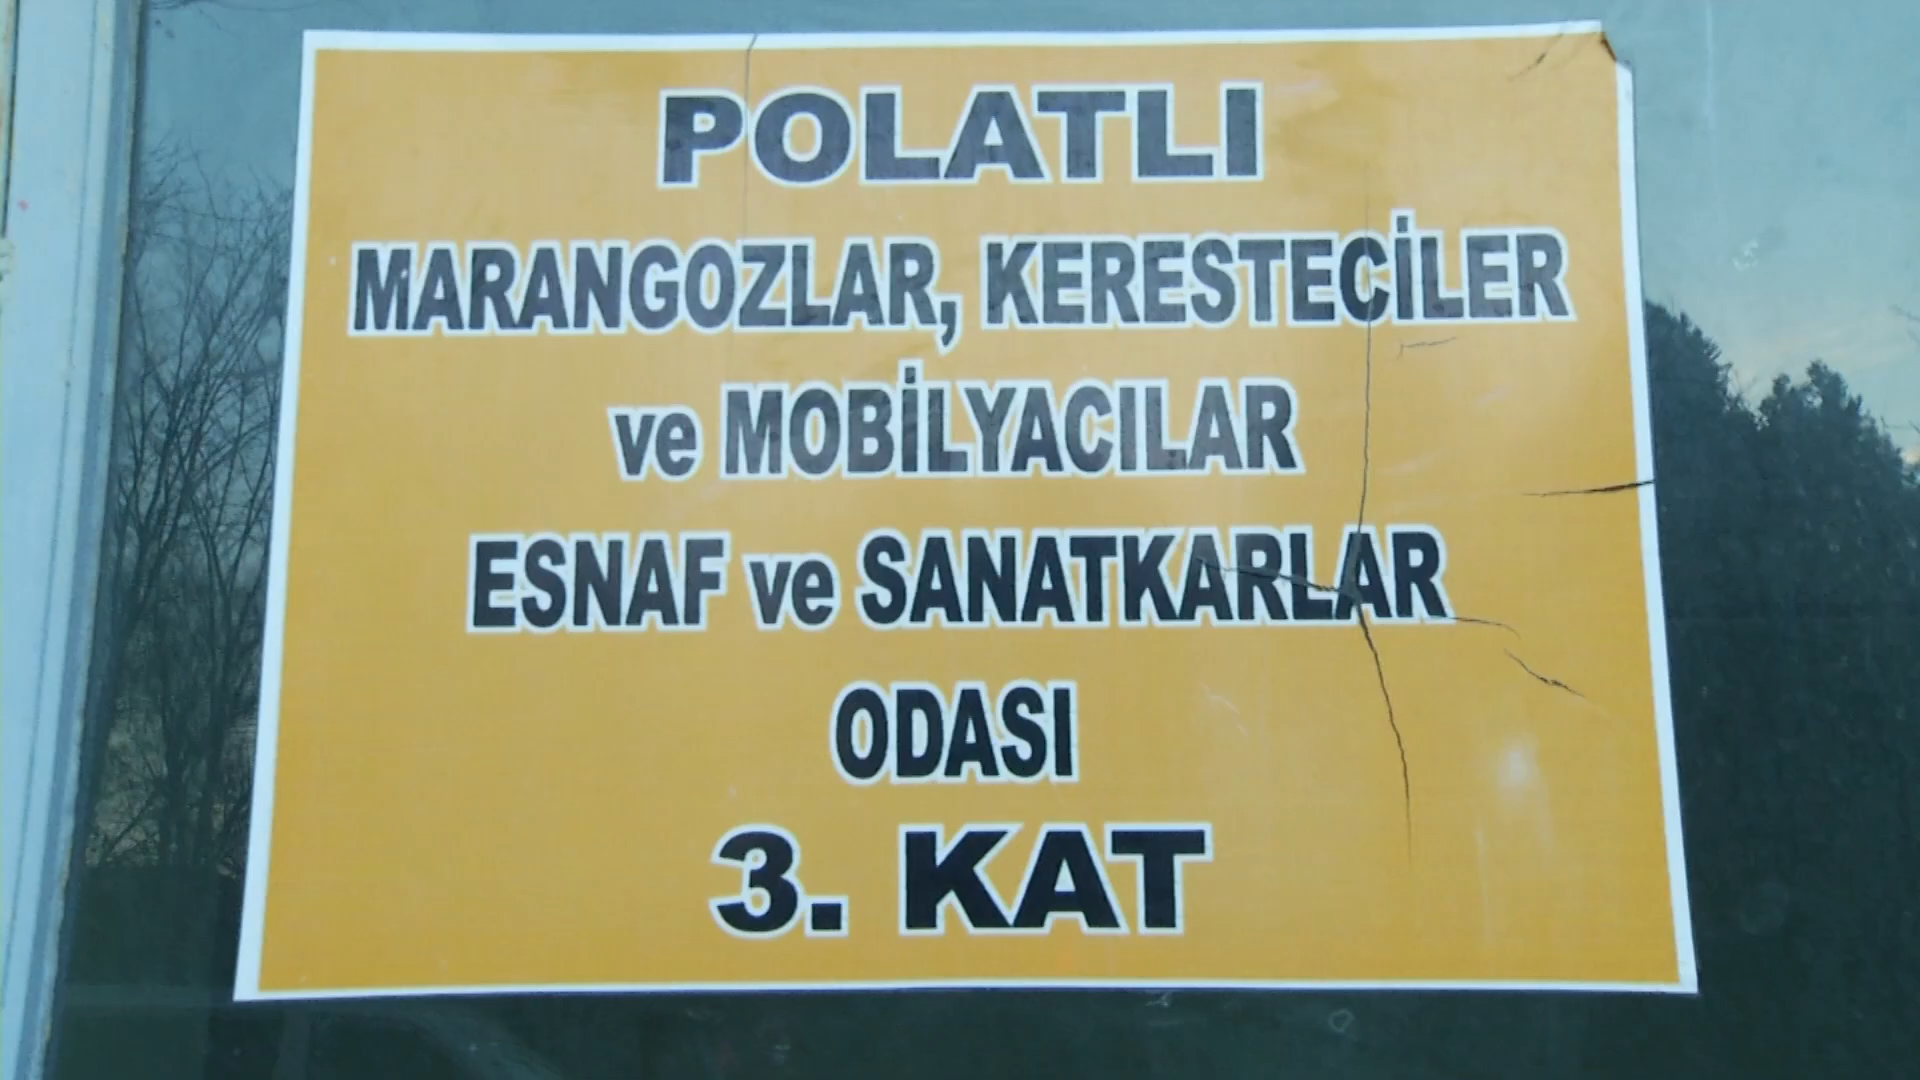 POLATLI
MARANGOZLAR, KERESTECİLER
ve MOBİLYACILAR
ESNAF ve SANATKARLAR
ODASI
3. KAT